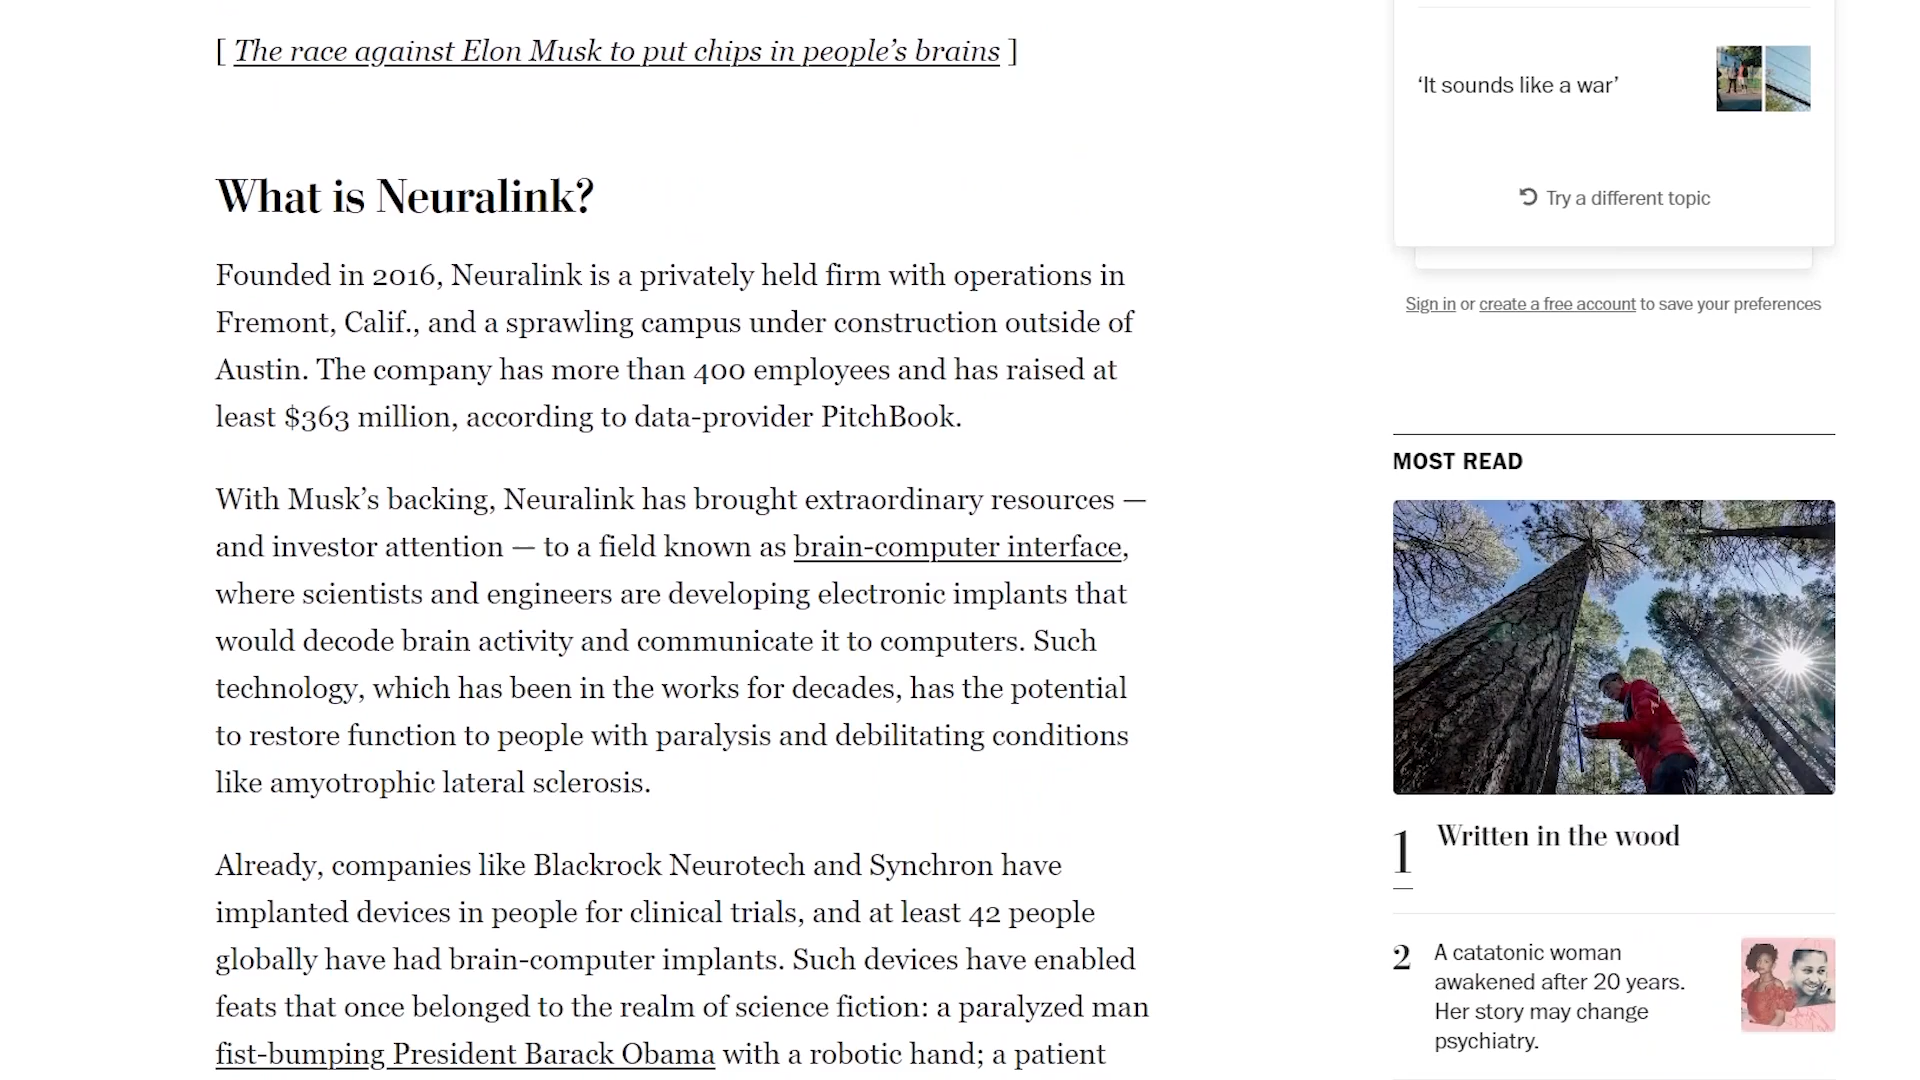 [ The race against Elon Musk to put chips in people’s brains ]
What is Neuralink?
Founded in 2016, Neuralink is a privately held firm with operations in
Fremont, Calif., and a sprawling campus under construction outside of
Austin. The company has more than 400 employees and has raised at
least $363 million, according to data-provider PitchBook.
With Musk’s backing, Neuralink has brought extraordinary resources —
and investor attention — to a field known as brain-computer interface,
where scientists and engineers are developing electronic implants that
would decode brain activity and communicate it to computers. Such
technology, which has been in the works for decades, has the potential
to restore function to people with paralysis and debilitating conditions
like amyotrophic lateral sclerosis.
Already, companies like Blackrock Neurotech and Synchron have
implanted devices in people for clinical trials, and at least 42 people
globally have had brain-computer implants. Such devices have enabled
feats that once belonged to the realm of science fiction: a paralyzed man
fist-bumping President Barack Obama with a robotic hand; a patient
‘It sounds like a war’
Try a different topic
Sign in or create a free account to save your preferences
MOST READ
1 Written in the wood
2 A catatonic woman
awakened after 20 years.
Her story may change
psychiatry.